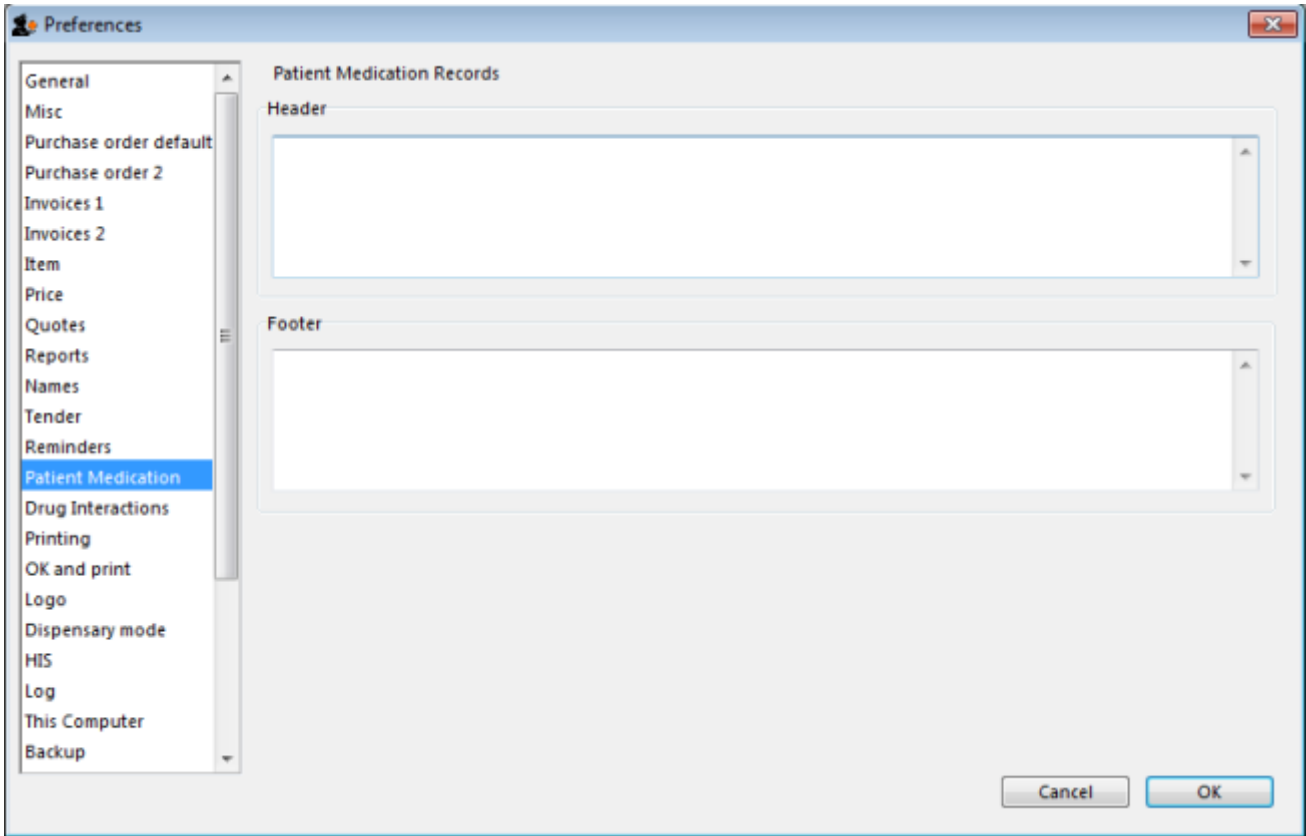 Preferences
General
Misc
Purchase order default
Purchase order 2
Invoices 1
Invoices 2
Item
Price
Quotes
Reports
Names
Tender
Reminders
Patient Medication
Drug Interactions
Printing
OK and print
Logo
Dispensary mode
HIS
Log
This Computer
Backup
Patient Medication Records
Header
Footer
Cancel
OK